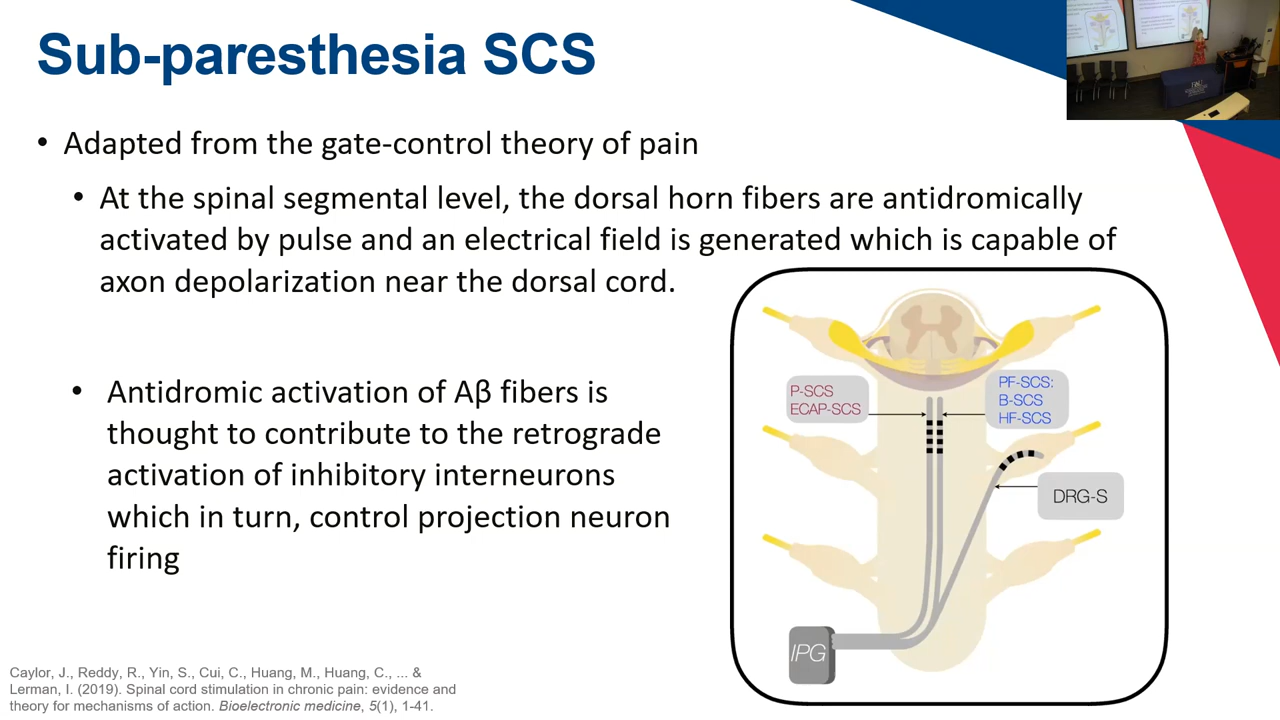 Sub-paresthesia SCS
• Adapted from the gate-control theory of pain
• At the spinal segmental level, the dorsal horn fibers are antidromically
activated by pulse and an electrical field is generated which is capable of
axon depolarization near the dorsal cord.
• Antidromic activation of Aβ fibers is
thought to contribute to the retrograde
activation of inhibitory interneurons
which in turn, control projection neuron
firing
P-SCS
ECAP-SCS
PF-SCS:
B-SCS
HF-SCS
DRG-S
IPG
Caylor, J., Reddy, R., Yin, S., Cui, C., Huang, M., Huang, C., ... &
Lerman, I. (2019). Spinal cord stimulation in chronic pain: evidence and
theory for mechanisms of action. Bioelectronic medicine, 5(1), 1-41.